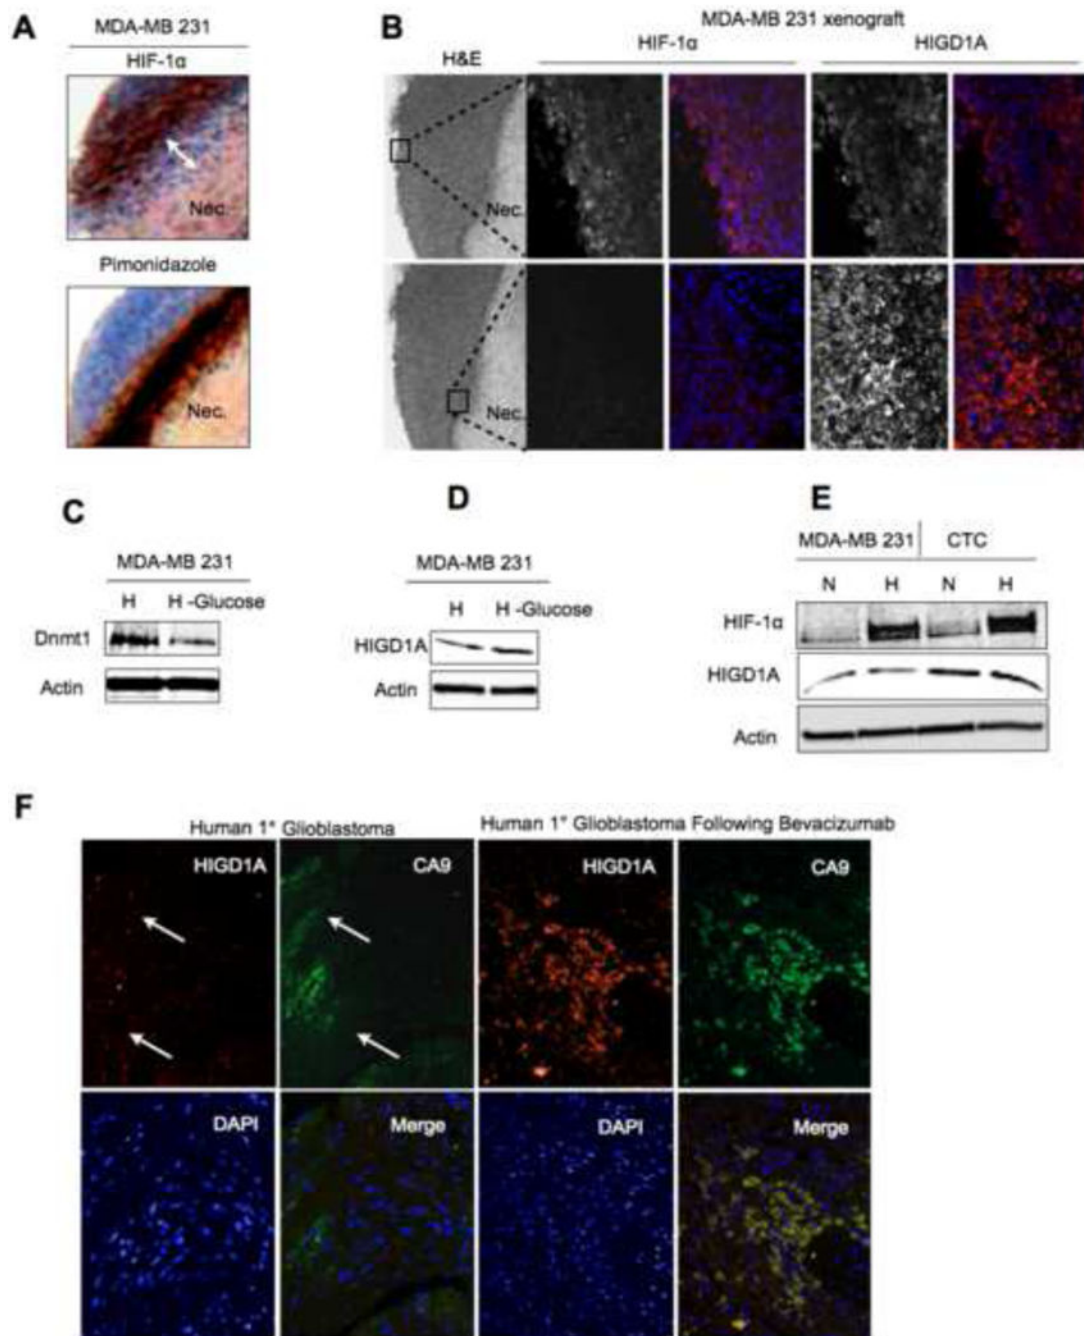 A
MDA-MB 231
HIF-1α
Nec.
Pimonidazole
Nec.
B
MDA-MB 231 xenograft
H&E
HIF-1α
HIGD1A
Nec.
Nec.
C
MDA-MB 231
H
H -Glucose
Dnmt1
Actin
D
MDA-MB 231
H
H -Glucose
HIGD1A
Actin
E
MDA-MB 231
CTC
N
H
N
H
HIF-1α
HIGD1A
Actin
F
Human 1° Glioblastoma
Human 1° Glioblastoma Following Bevacizumab
HIGD1A
CA9
HIGD1A
CA9
DAPI
Merge
DAPI
Merge